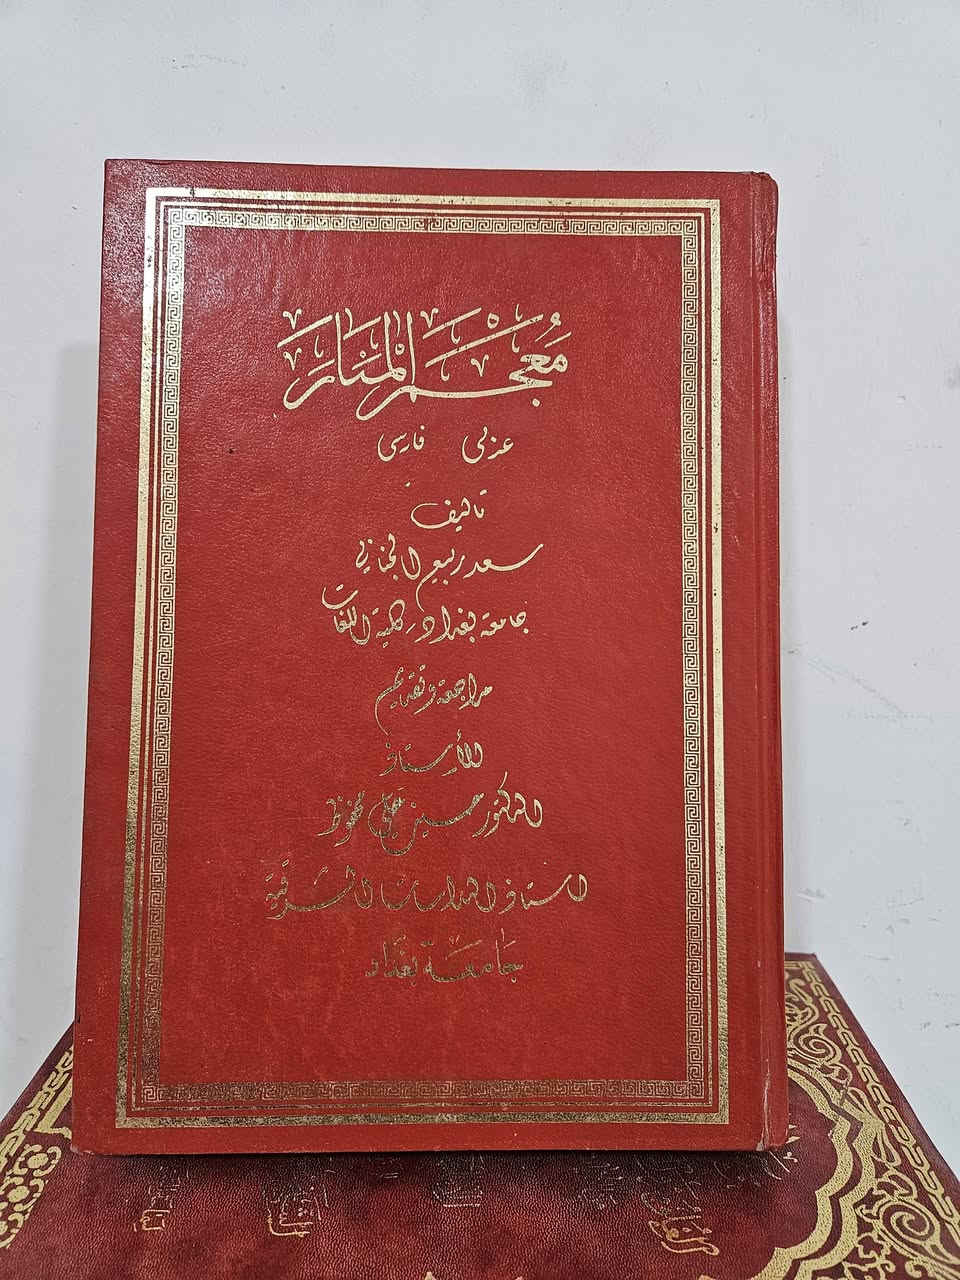 معجم المنار
عربي فارسي
تأليف
سعد ربيع
جامعة بغداد - كلية اللغات
مراجعة وتقديم
الأستاذ
الدكتور حسين علي محفوظ
أستاذ الدراسات الشرقية
جامعة بغداد